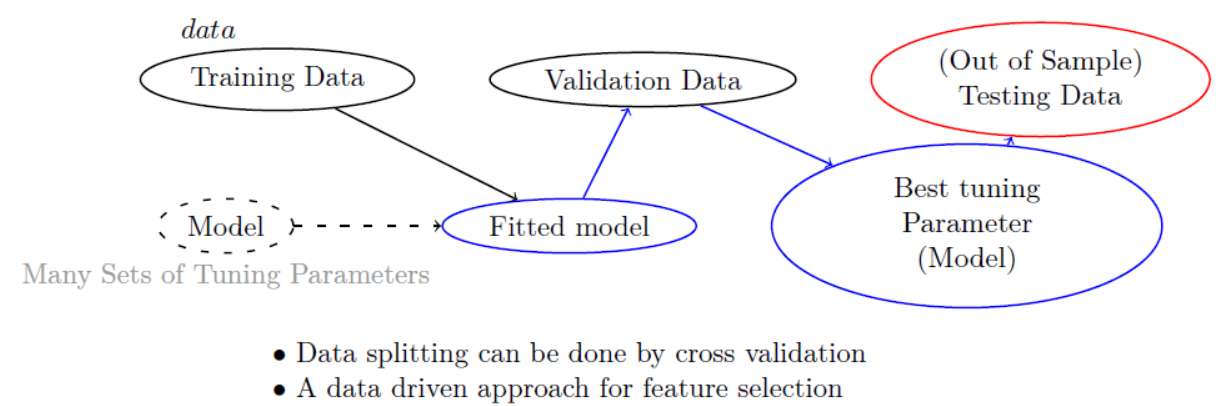 data
Training Data
Validation Data
(Out of Sample)
Testing Data
Model
Many Sets of Tuning Parameters
Fitted model
Best tuning
Parameter
(Model)
• Data splitting can be done by cross validation
• A data driven approach for feature selection